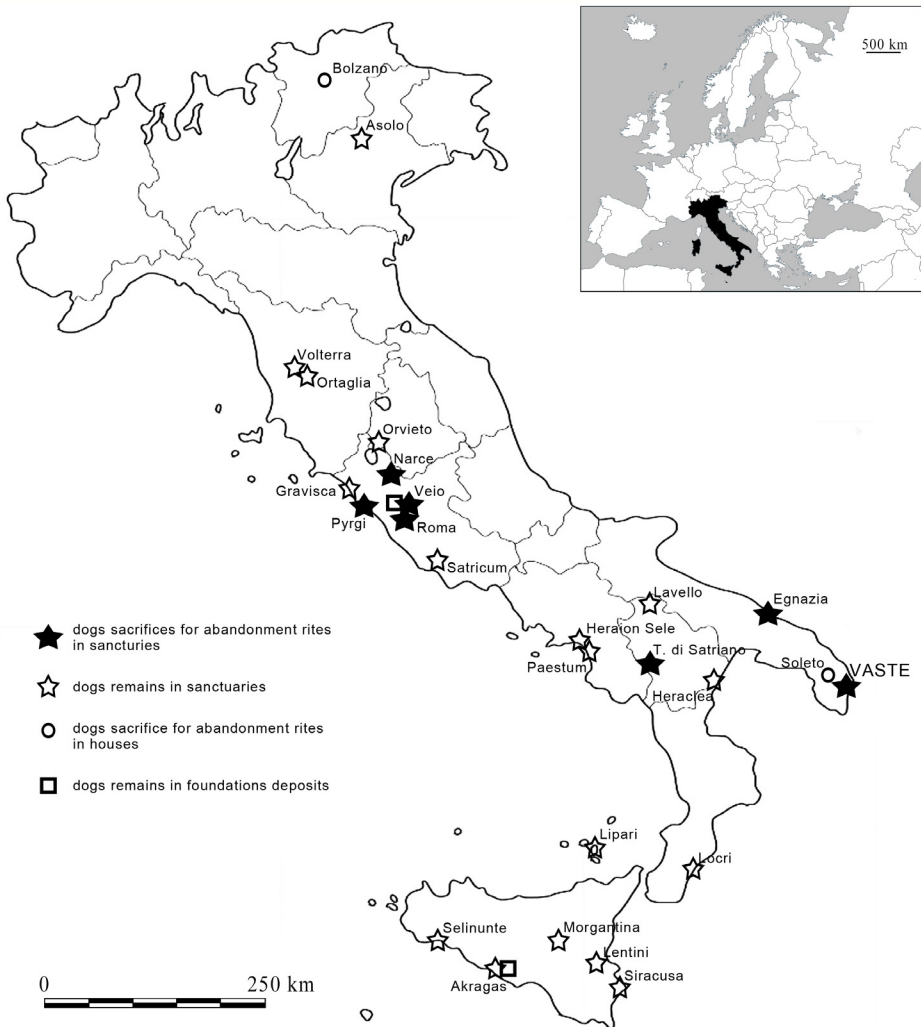 500 km
Bolzano
Asolo
Volterra
Ortaglia
Orvieto
Narce
Gravisca
Veio
Pyrgi
Roma
Satricum
Lavello
Egnazia
Heraion Sele
T. di Satriano
Paestum
Soleto
VASTE
Heraclea
dogs sacrifices for abandonment rites
in sancturies
dogs remains in sanctuaries
dogs sacrifice for abandonment rites
in houses
dogs remains in foundations deposits
Lipari
Locri
Selinunte
Morgantina
Lentini
Akragas
Siracusa
0
250 km